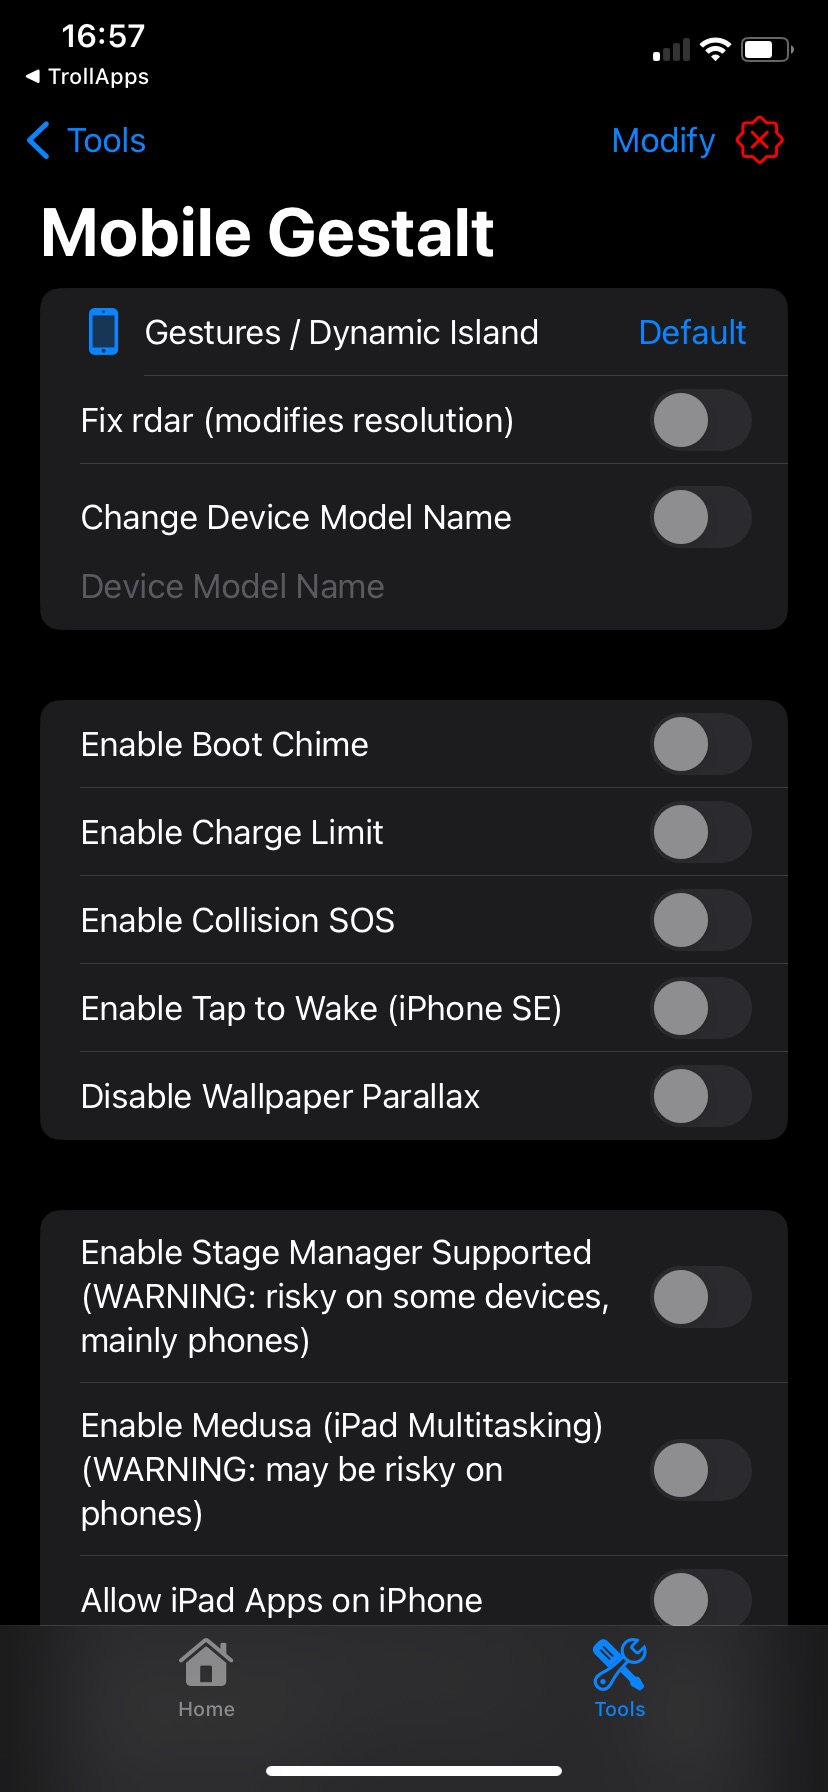 16:57
TrollApps
Tools
Modify
Mobile Gestalt
Gestures / Dynamic Island
Default
Fix rdar (modifies resolution)
Change Device Model Name
Device Model Name
Enable Boot Chime
Enable Charge Limit
Enable Collision SOS
Enable Tap to Wake (iPhone SE)
Disable Wallpaper Parallax
Enable Stage Manager Supported
(WARNING: risky on some devices,
mainly phones)
Enable Medusa (iPad Multitasking)
(WARNING: may be risky on
phones)
Allow iPad Apps on iPhone
Home
Tools